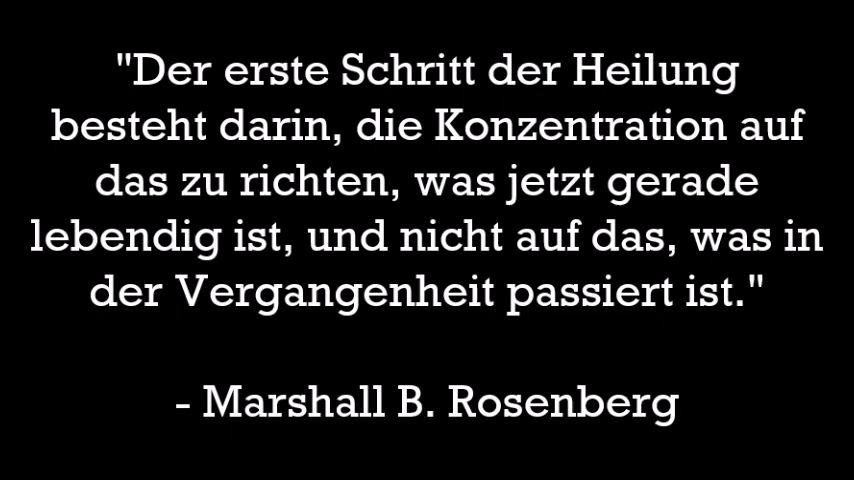 "Der erste Schritt der Heilung
besteht darin, die Konzentration auf
das zu richten, was jetzt gerade
lebendig ist, und nicht auf das, was in
der Vergangenheit passiert ist."
- Marshall B. Rosenberg